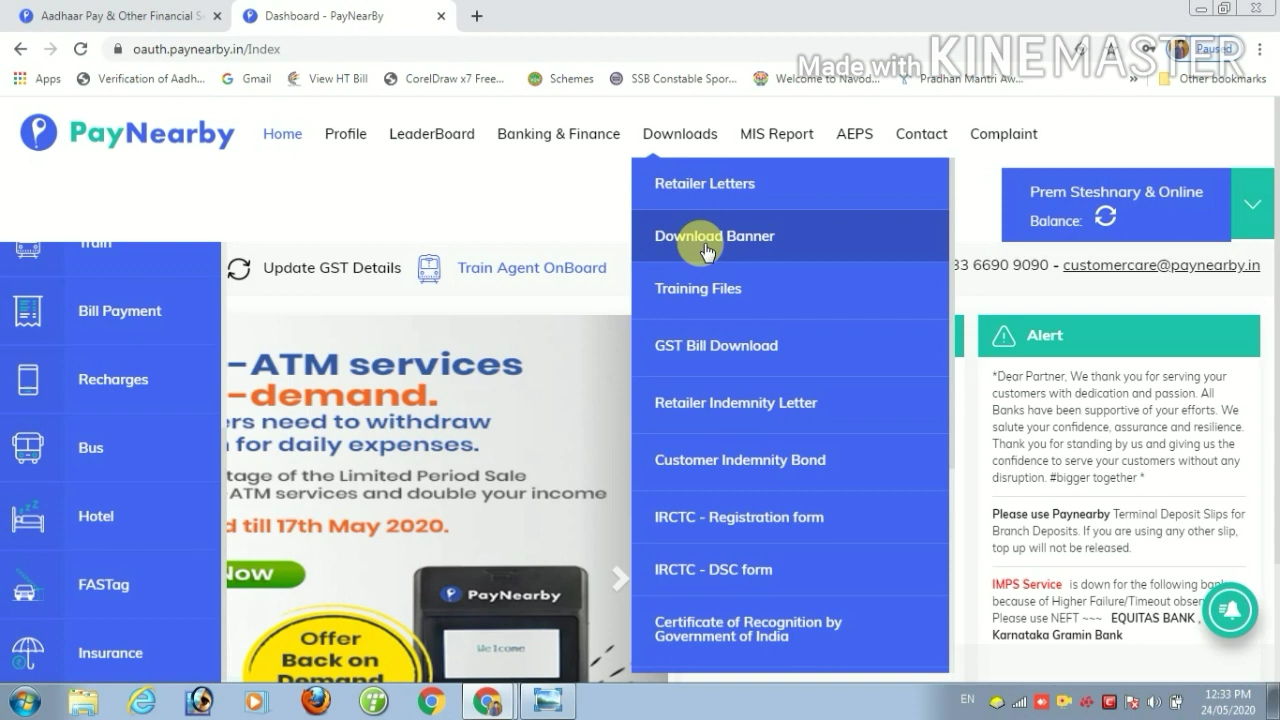 Aadhaar Pay & Other Financial S
Dashboard - PayNearBy
oauth.paynearby.in/Index
Paused
Made with KINEMASTER
Apps
Verification of Aadh...
Gmail
View HT Bill
CorelDraw x7 Free...
Schemes
SSB Constable Spor...
Welcome to Navod...
Pradhan Mantri Aw...
»
Other bookmarks
PayNearby
Home
Profile
LeaderBoard
Banking & Finance
Downloads
MIS Report
AEPS
Contact
Complaint
Retailer Letters
Download Banner
Training Files
GST Bill Download
Retailer Indemnity Letter
Customer Indemnity Bond
IRCTC - Registration form
IRCTC - DSC form
Certificate of Recognition by
Government of India
Prem Steshnary & Online
Balance:
Train
Bill Payment
Recharges
Bus
Hotel
FASTag
Insurance
Update GST Details
Train Agent OnBoard
33 6690 9090 - customercare@paynearby.in
-ATM services
-demand.
ers need to withdraw
for daily expenses.
tage of the Limited Period Sale
-ATM services and double your income
d till 17th May 2020.
Now
PayNearby
Welcome
Offer
Back on
Demand
Alert
*Dear Partner, We thank you for serving your
customers with dedication and passion. All
Banks have been supportive of your efforts. We
salute your confidence, assurance and resilience.
Thank you for standing by us and giving us the
confidence to serve your customers without any
disruption. #bigger together *
Please use Paynearby Terminal Deposit Slips for
Branch Deposits. If you are using any other slip,
top up will not be released.
IMPS Service is down for the following
because of Higher Failure/Timeout
Please use NEFT ~~~ EQUITAS BANK ,
Karnataka Gramin Bank
EN
12:33 PM
24/05/2020